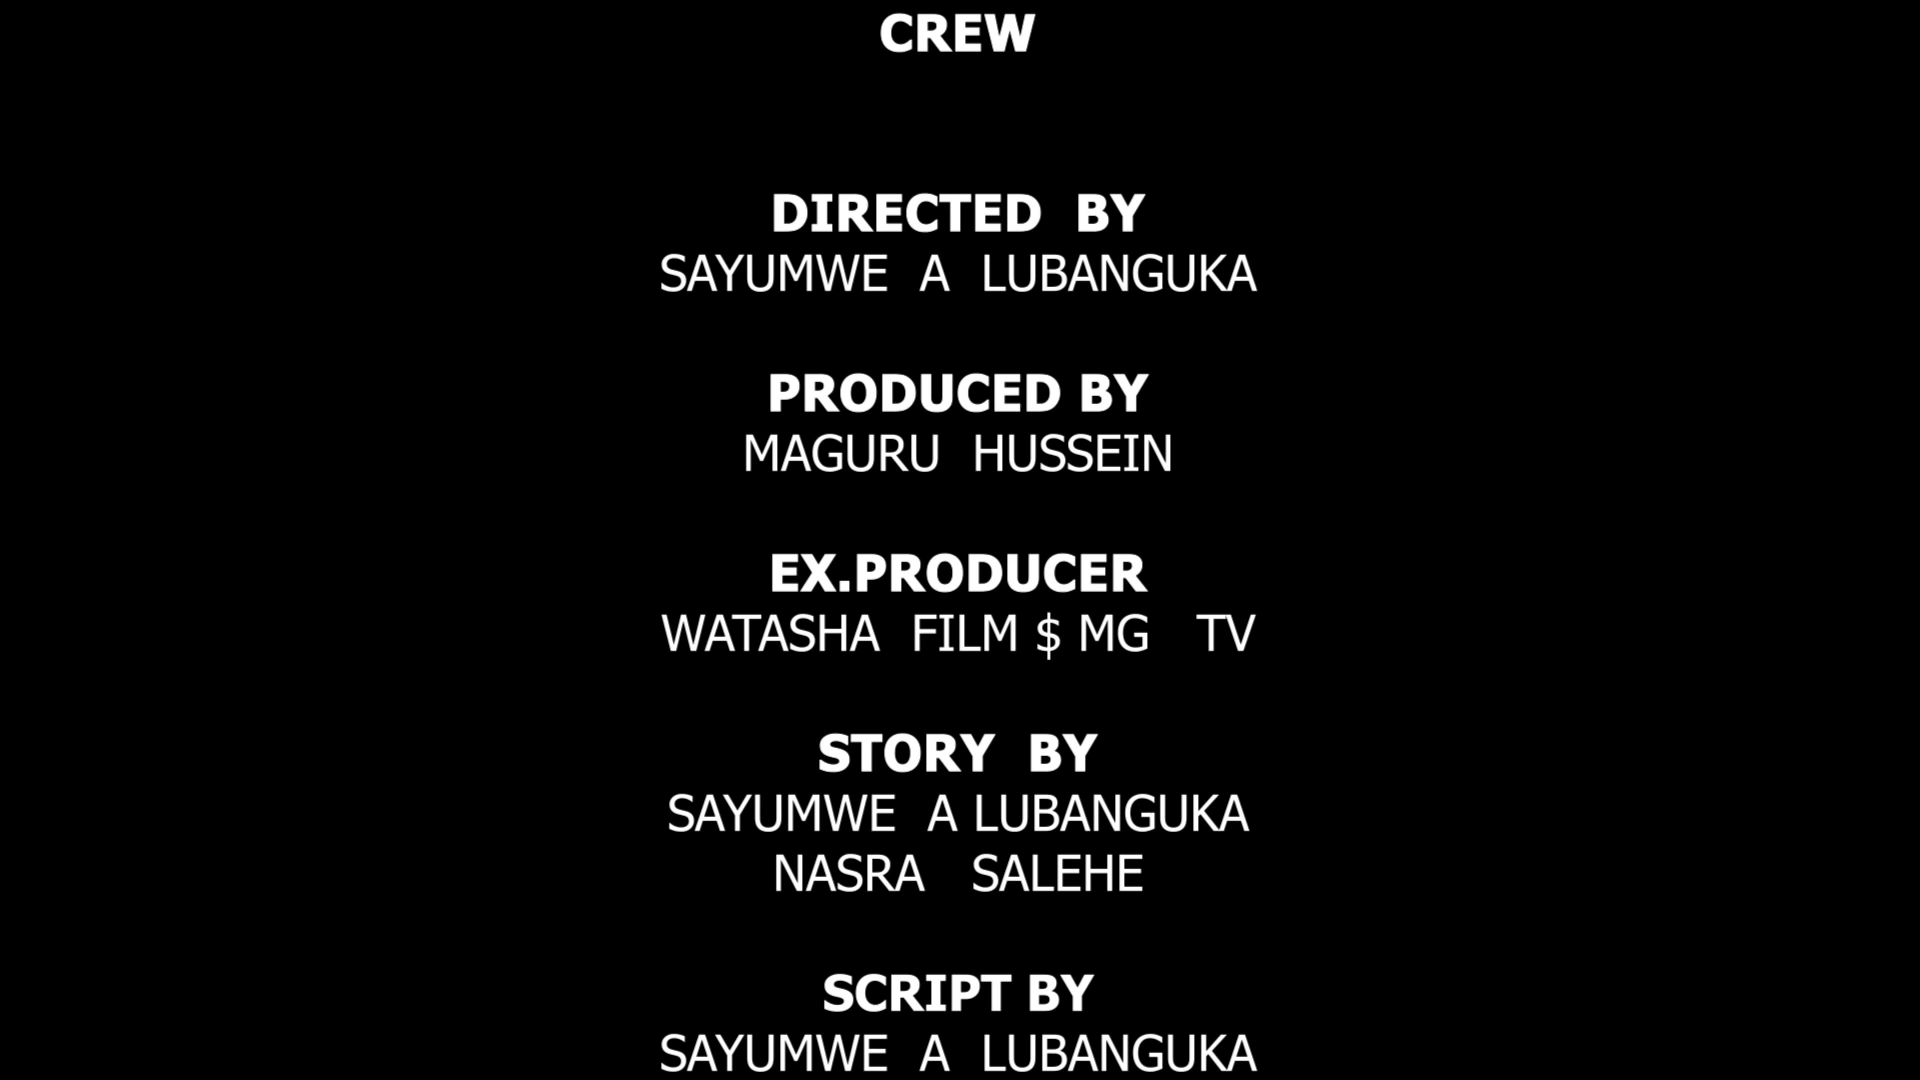 CREW
DIRECTED BY
SAYUMWE A LUBANGUKA
PRODUCED BY
MAGURU HUSSEIN
EX.PRODUCER
WATASHA FILM $ MG TV
STORY BY
SAYUMWE A LUBANGUKA
NASRA SALEHE
SCRIPT BY
SAYUMWE A LUBANGUKA